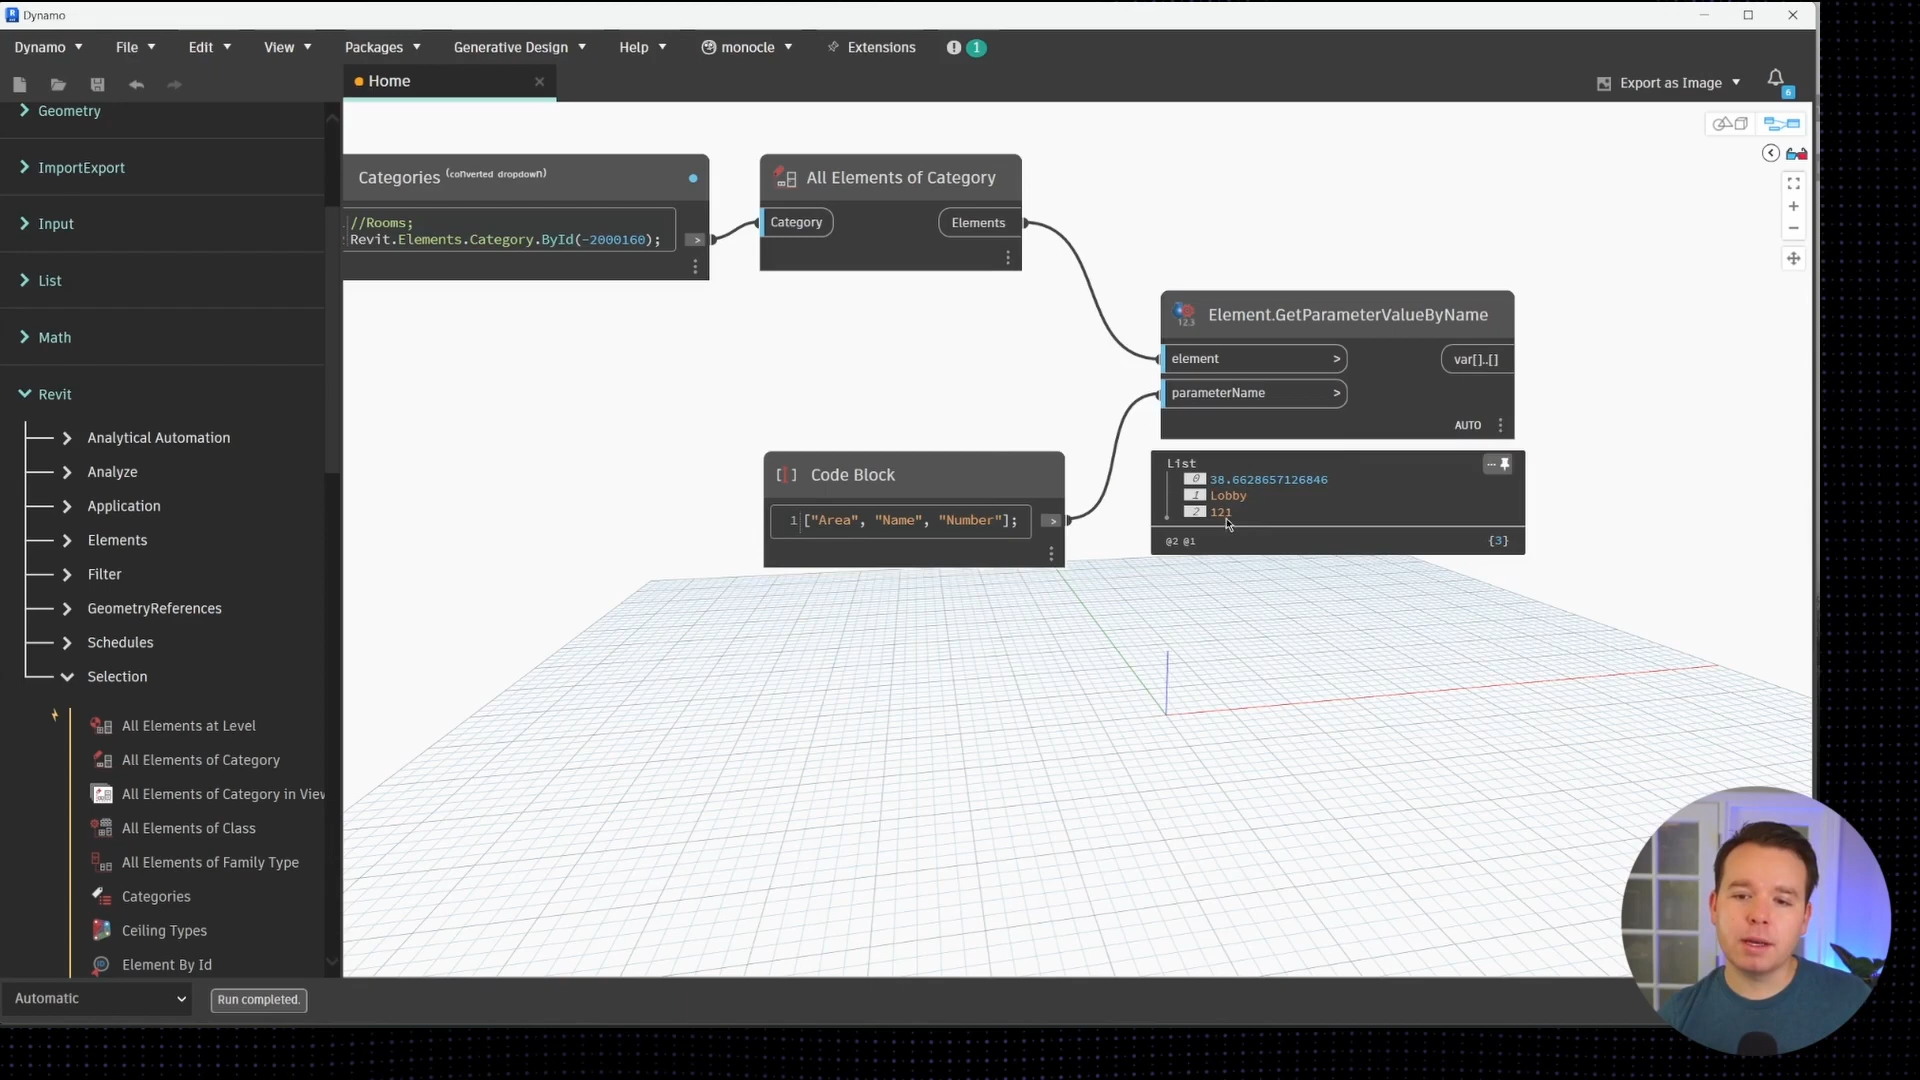 Dynamo
Dynamo File Edit View Packages Generative Design Help monocle Extensions 1
Home
Export as Image
6
Geometry
ImportExport
Input
List
Math
Revit
Analytical Automation
Analyze
Application
Elements
Filter
GeometryReferences
Schedules
Selection
All Elements at Level
All Elements of Category
All Elements of Category in View
All Elements of Class
All Elements of Family Type
Categories
Ceiling Types
Element By Id
Categories (converted dropdown)
//Rooms;
Revit.Elements.Category.ById(-2000160);
>
All Elements of Category
Category
Elements
Element.GetParameterValueByName
12.3
element >
var[]..[]
parameterName >
AUTO
Code Block
1 ["Area", "Name", "Number"];
>
List
0 38.6628657126846
1 Lobby
2 121
@2 @1
{3}
Automatic
Run completed.